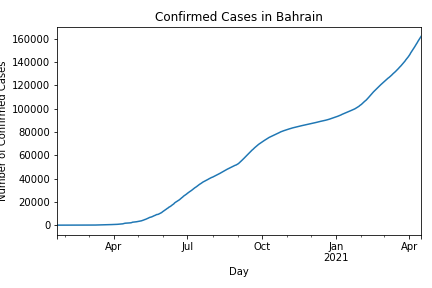 Confirmed Cases in Bahrain
Number of Confirmed Cases
160000
140000
120000
100000
80000
60000
40000
20000
0
Apr
Jul
Oct
Jan
2021
Apr
Day